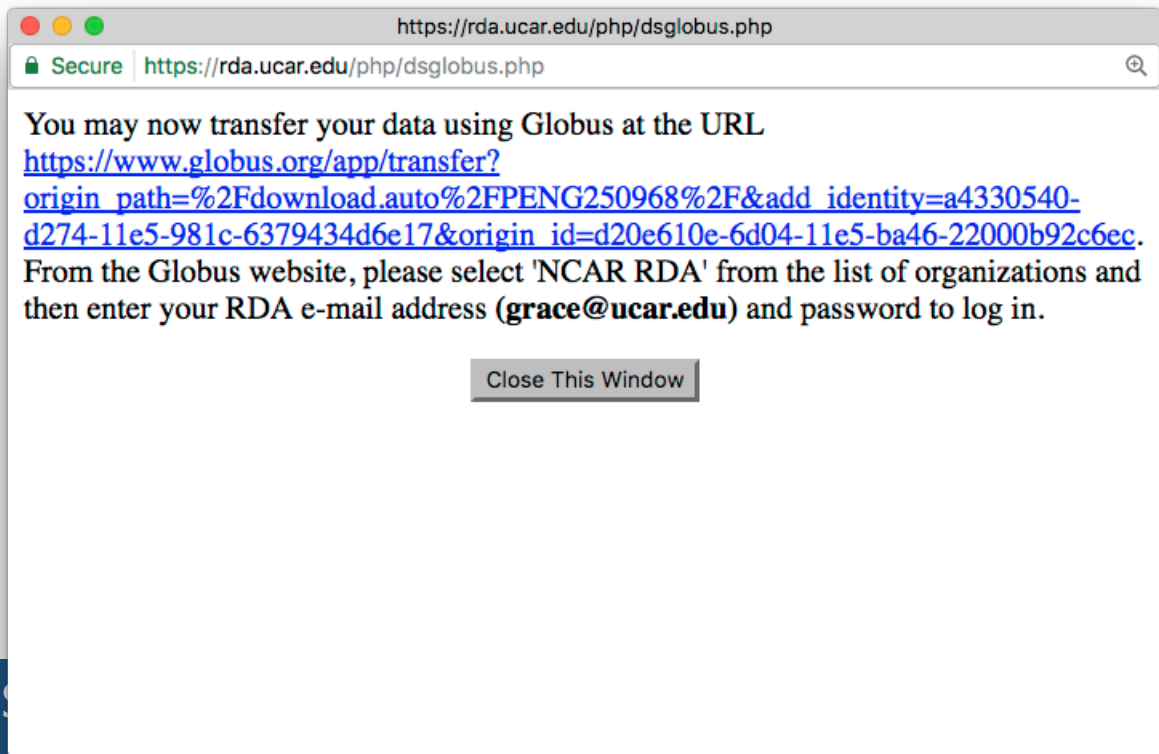 https://rda.ucar.edu/php/dsglobus.php
Secure https://rda.ucar.edu/php/dsglobus.php
You may now transfer your data using Globus at the URL
https://www.globus.org/app/transfer?
origin_path=%2Fdownload.auto%2FPENG250968%2F&add_identity=a4330540-
d274-11e5-981c-6379434d6e17&origin_id=d20e610e-6d04-11e5-ba46-22000b92c6ec.
From the Globus website, please select 'NCAR RDA' from the list of organizations and
then enter your RDA e-mail address (grace@ucar.edu) and password to log in.
Close This Window